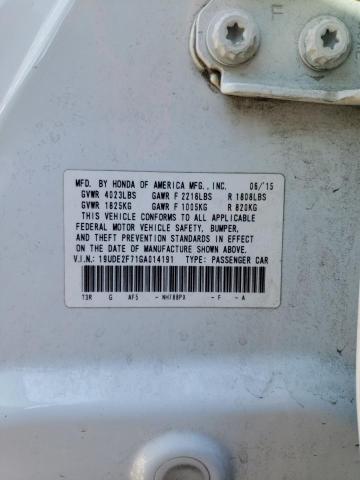 MFD. BY HONDA OF AMERICA MFG., INC. 06/15
GVWR 4023LBS GAWR F 2216LBS R 1808LBS
GVWR 1825KG GAWR F 1005KG R 820KG
THIS VEHICLE CONFORMS TO ALL APPLICABLE
FEDERAL MOTOR VEHICLE SAFETY, BUMPER,
AND THEFT PREVENTION STANDARDS IN EFFECT
ON THE DATE OF MANUFACTURE SHOWN ABOVE.
V.I.N.: 19UDE2F71GA014191 TYPE: PASSENGER CAR
T3R G AF5 -NH788PX -F -A